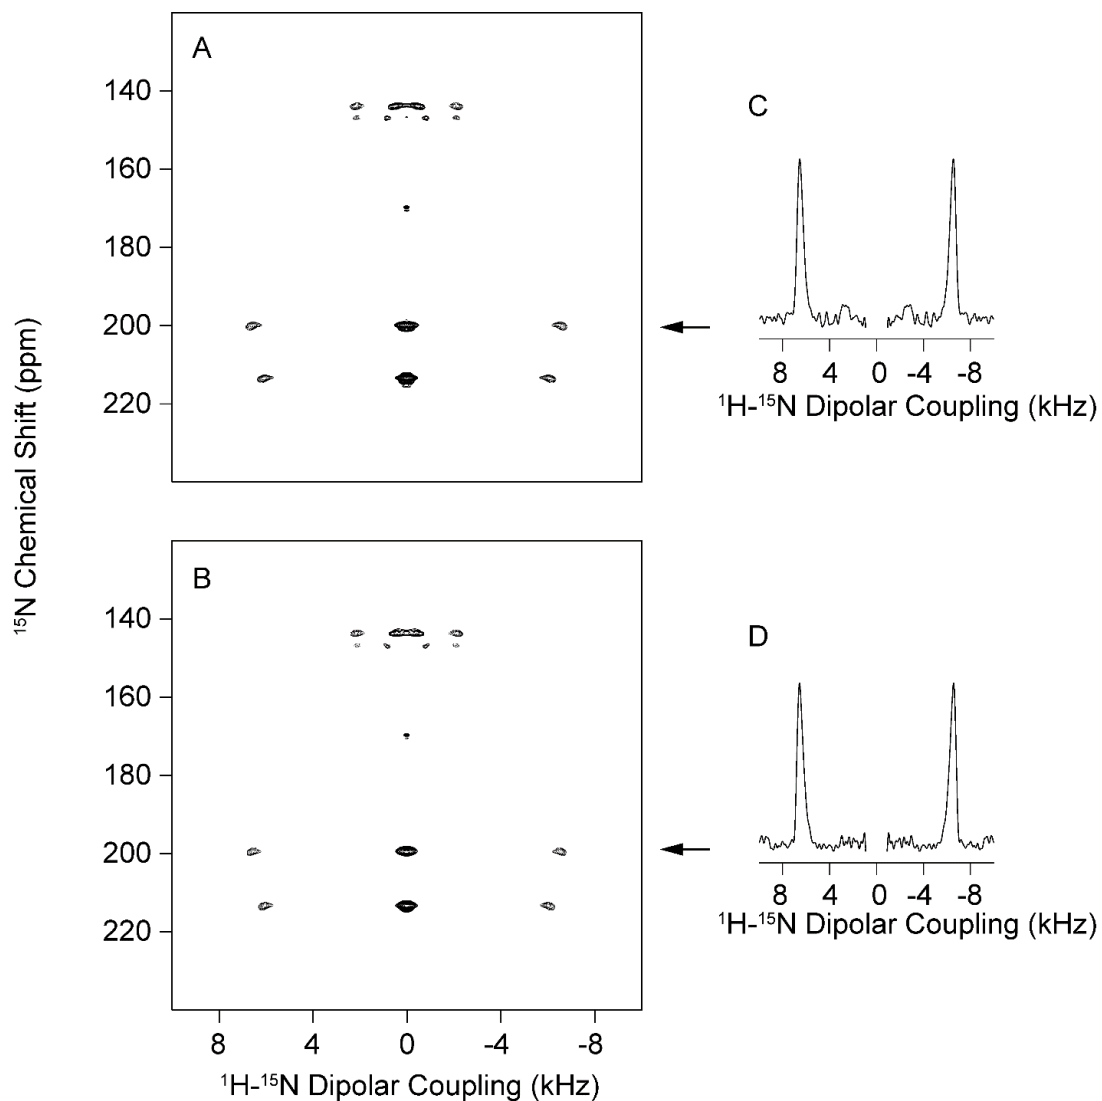 A
140
160
180
200
220
C
8 4 0 -4 -8
¹H-¹⁵N Dipolar Coupling (kHz)
¹⁵N Chemical Shift (ppm)
B
140
160
180
200
220
8 4 0 -4 -8
¹H-¹⁵N Dipolar Coupling (kHz)
D
8 4 0 -4 -8
¹H-¹⁵N Dipolar Coupling (kHz)